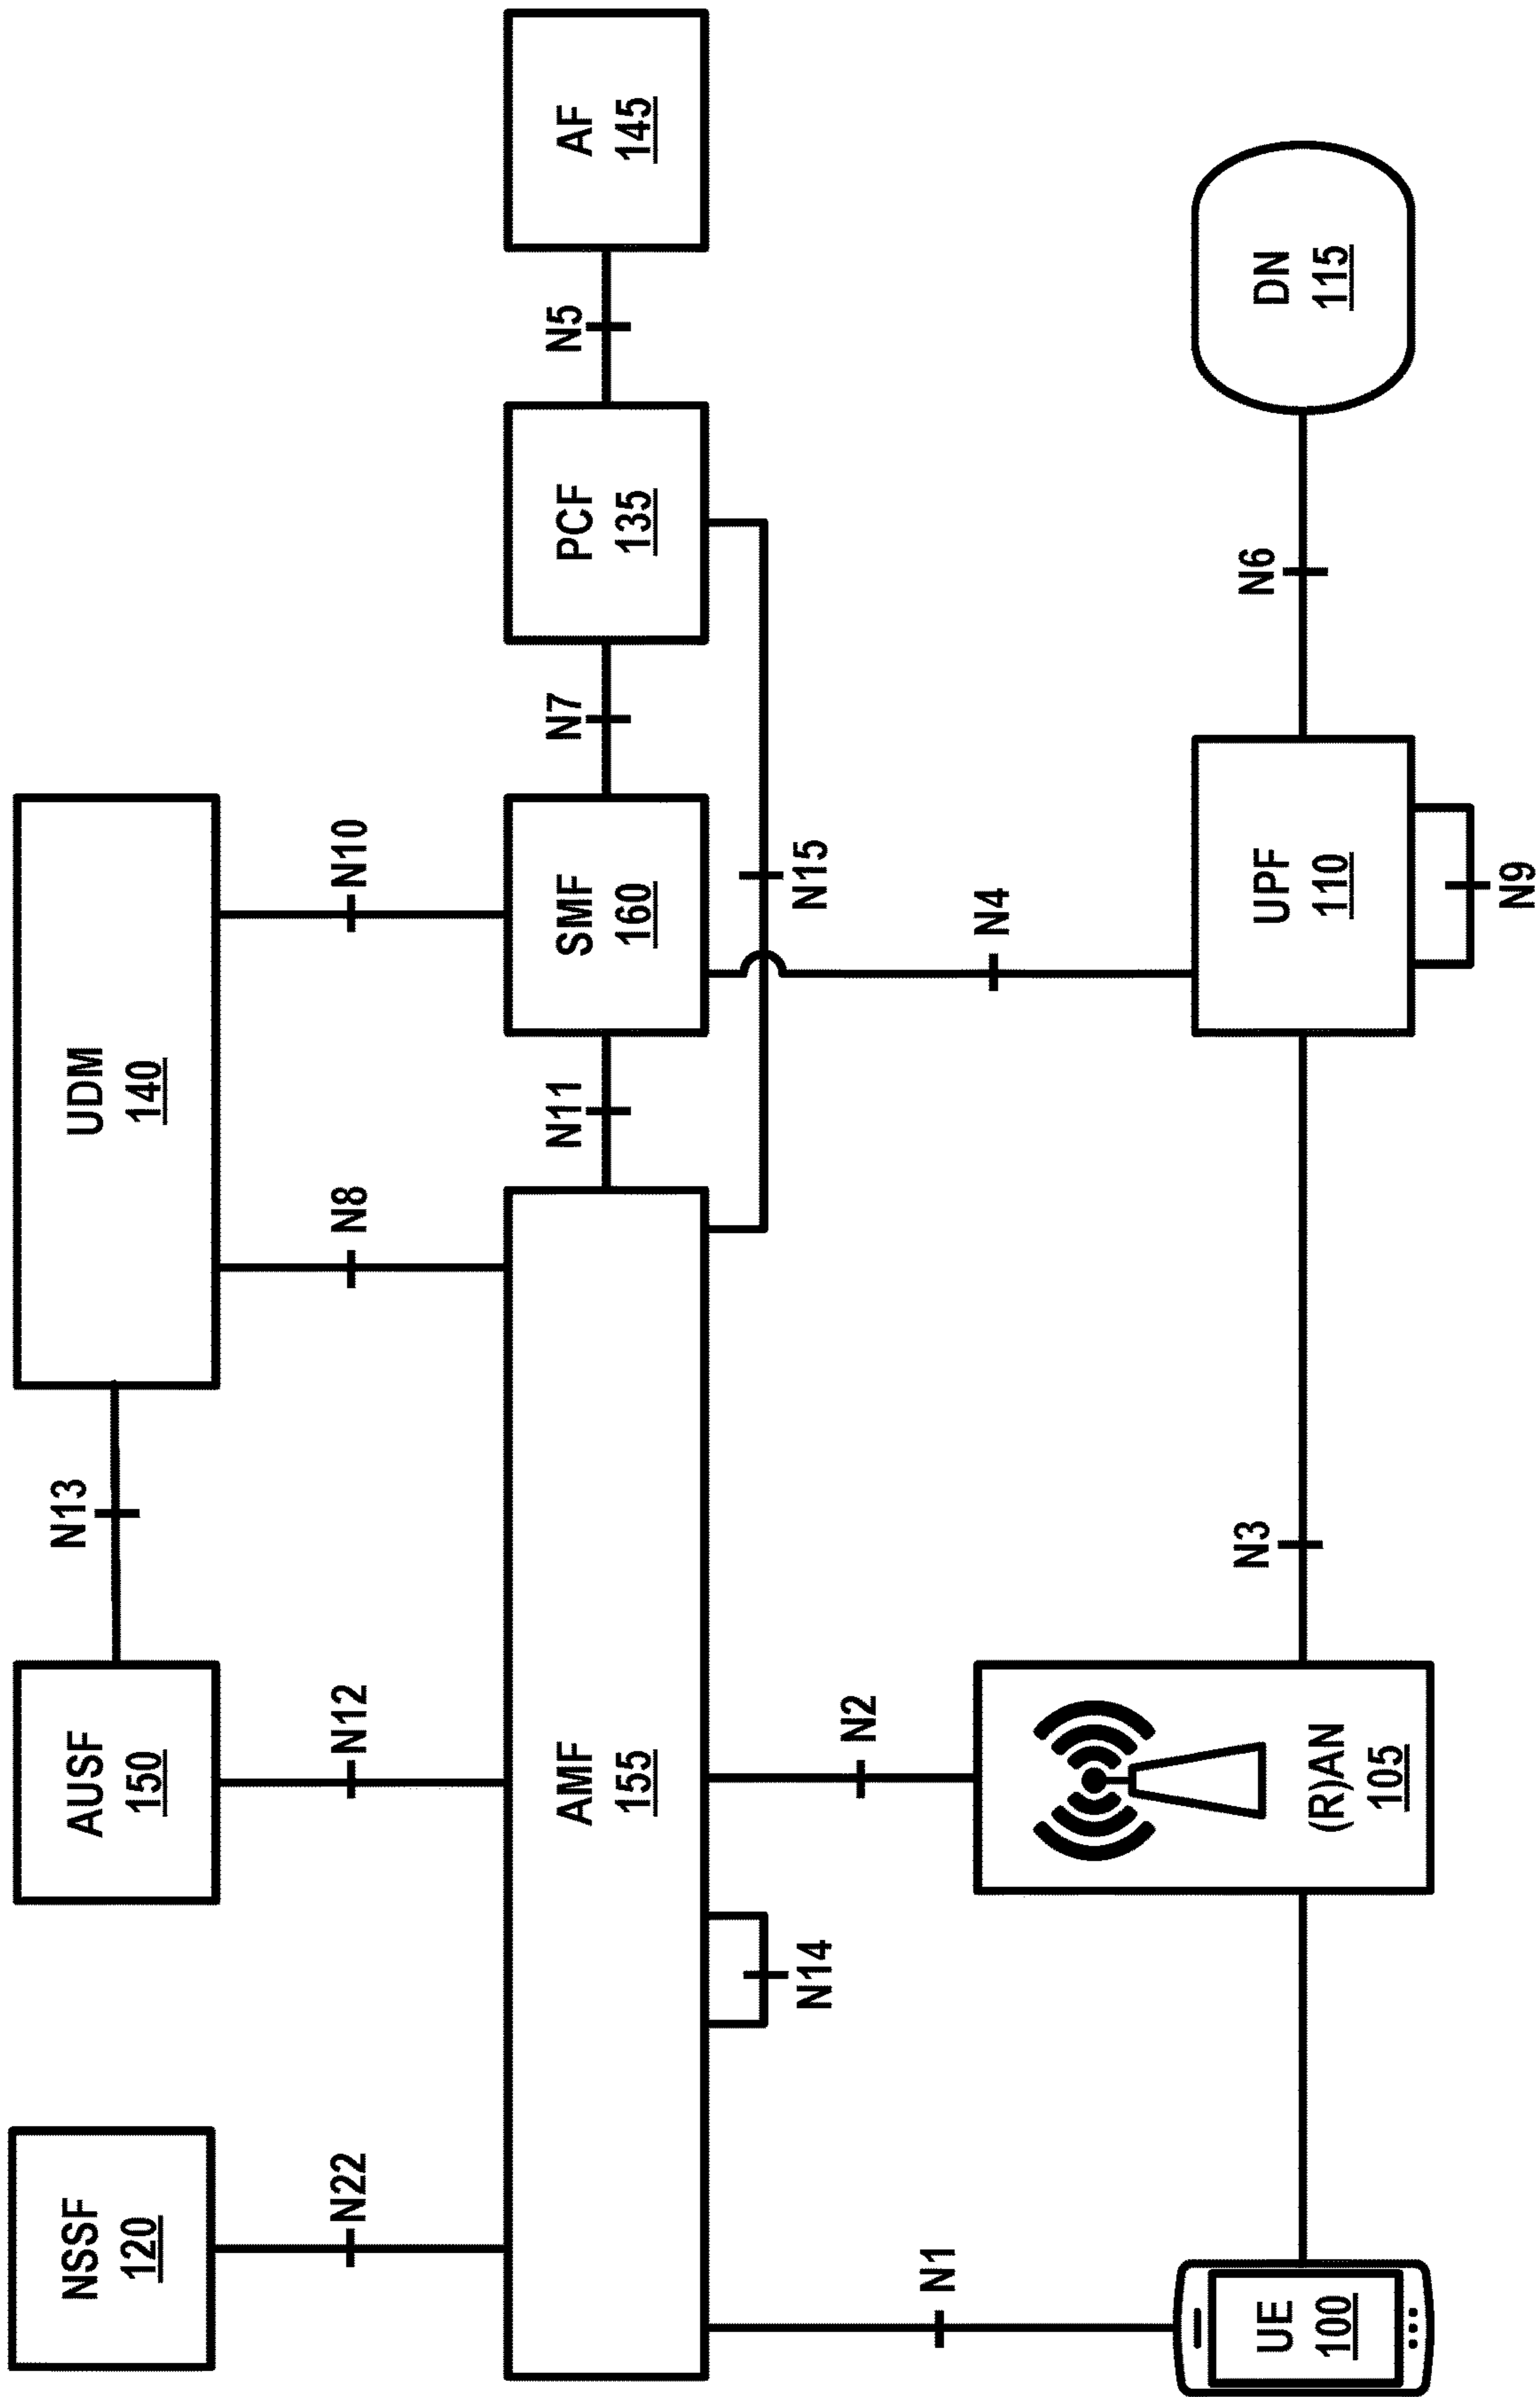 NSSF
120
AUSF
150
N13
UDM
140
N22
N12
N8
N10
AMF
155
N11
SMF
160
N7
PCF
135
N5
AF
145
N14
N15
N1
N2
N4
UE
100
(R)AN
105
N3
UPF
110
N6
DN
115
N9